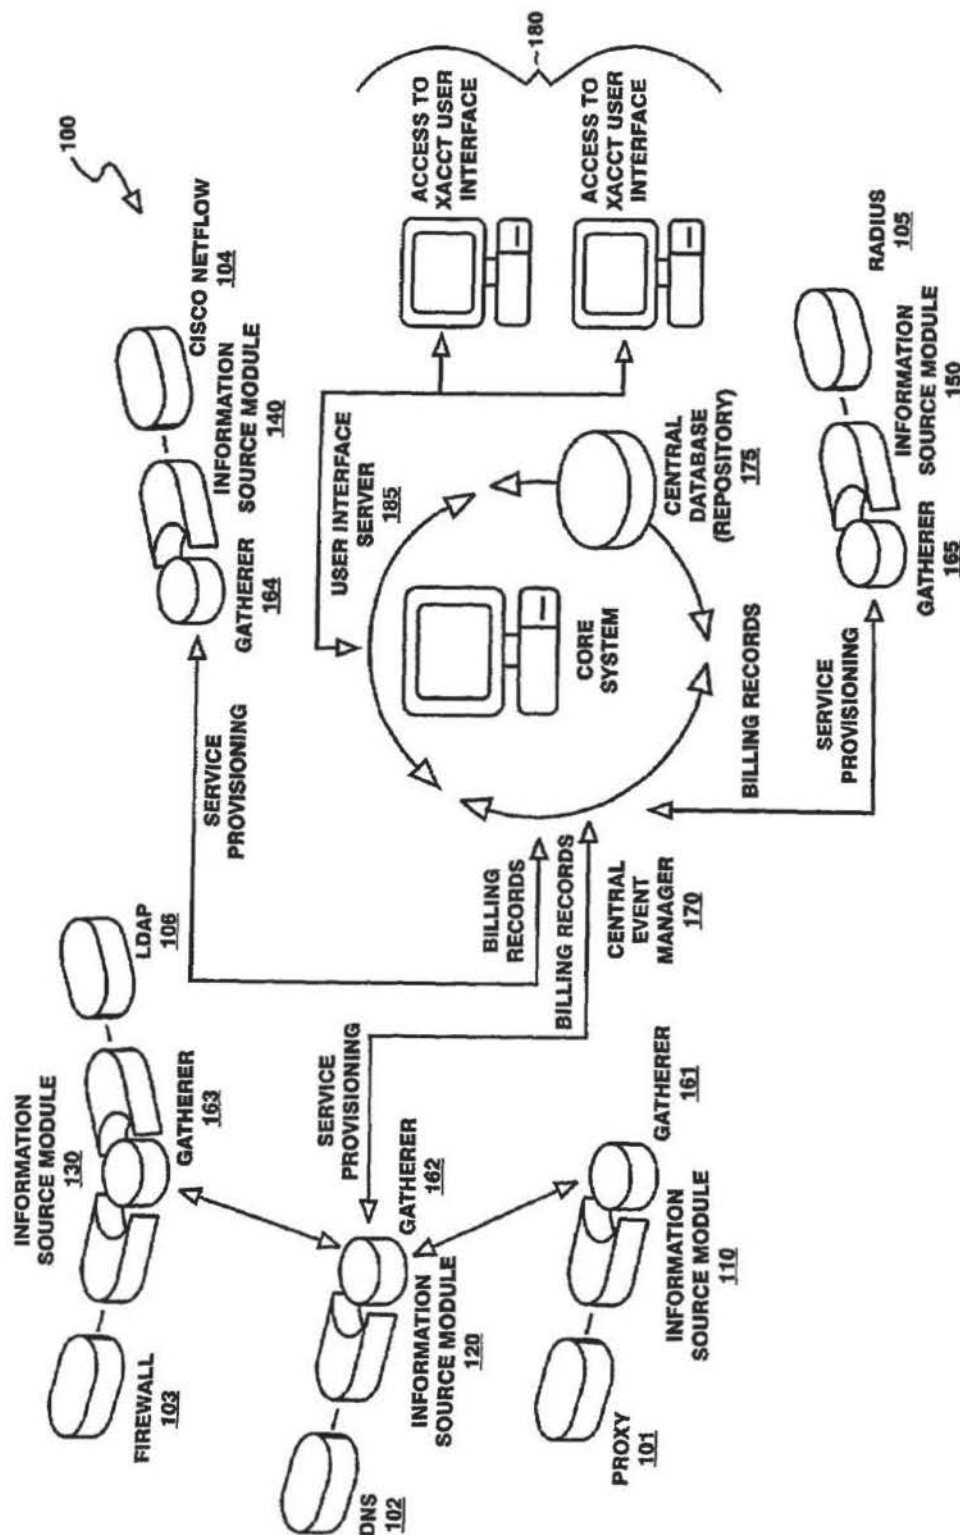 100
INFORMATION
SOURCE MODULE
130
LDAP
106
FIREWALL
103
GATHERER
163
CISCO NETFLOW
104
INFORMATION
SOURCE MODULE
140
GATHERER
164
SERVICE
PROVISIONING
DNS
102
INFORMATION
SOURCE MODULE
120
GATHERER
162
SERVICE
PROVISIONING
BILLING
RECORDS
BILLING RECORDS
USER INTERFACE
SERVER
185
ACCESS TO
XACCT USER
INTERFACE
~180
ACCESS TO
XACCT USER
INTERFACE
CORE
SYSTEM
CENTRAL
DATABASE
(REPOSITORY)
175
CENTRAL
EVENT
MANAGER
170
BILLING RECORDS
PROXY
101
INFORMATION
SOURCE MODULE
110
GATHERER
161
SERVICE
PROVISIONING
GATHERER
165
INFORMATION
SOURCE MODULE
150
RADIUS
105